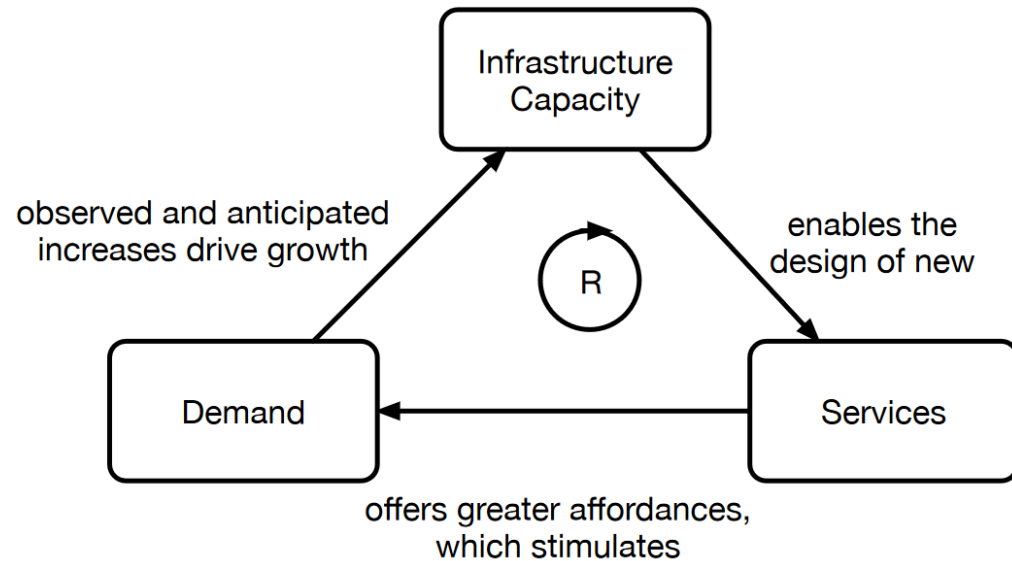 Infrastructure
Capacity
observed and anticipated
increases drive growth
enables the
design of new
R
Demand
Services
offers greater affordances,
which stimulates